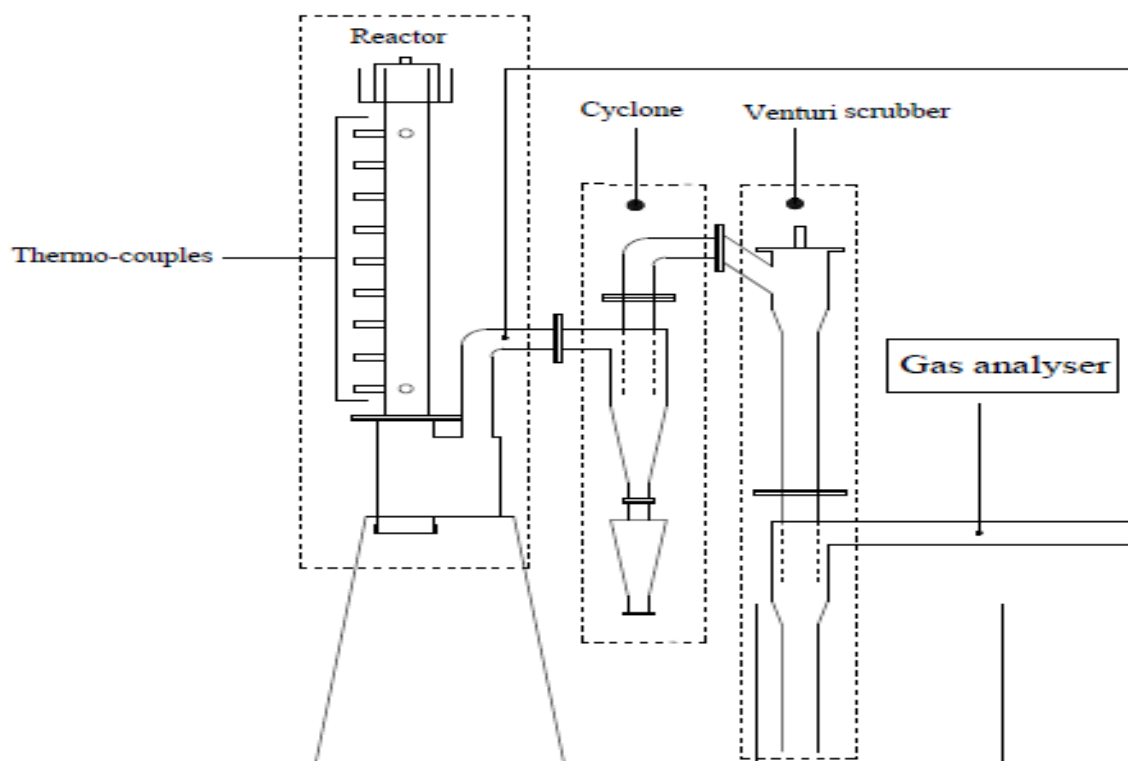 Reactor
Cyclone
Venturi scrubber
Thermo-couples
Gas analyser